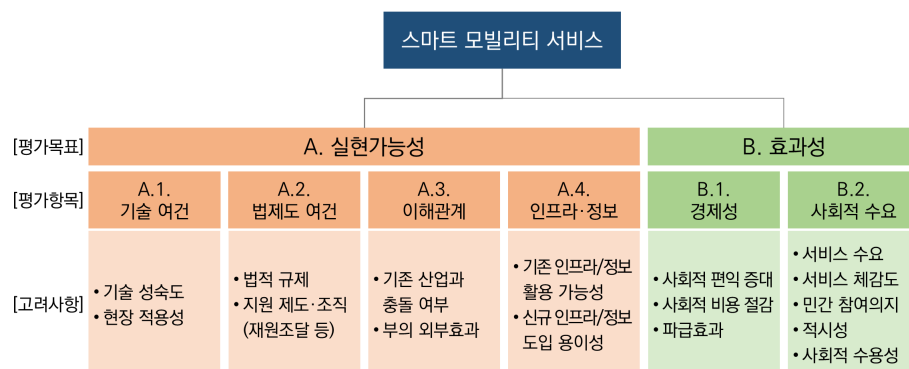 스마트 모빌리티 서비스
[평가목표]
A. 실현가능성
B. 효과성
[평가항목]
A.1.
기술 여건
A.2.
법제도 여건
A.3.
이해관계
A.4.
인프라·정보
B.1.
경제성
B.2.
사회적 수요
[고려사항]
• 기술 성숙도
• 현장 적용성
• 법적 규제
• 지원 제도·조직
(재원조달 등)
• 기존 산업과
충돌 여부
• 부의 외부효과
• 기존 인프라/정보
활용 가능성
• 신규 인프라/정보
도입 용이성
• 사회적 편익 증대
• 사회적 비용 절감
• 파급효과
• 서비스 수요
• 서비스 체감도
• 민간 참여의지
• 적시성
• 사회적 수용성